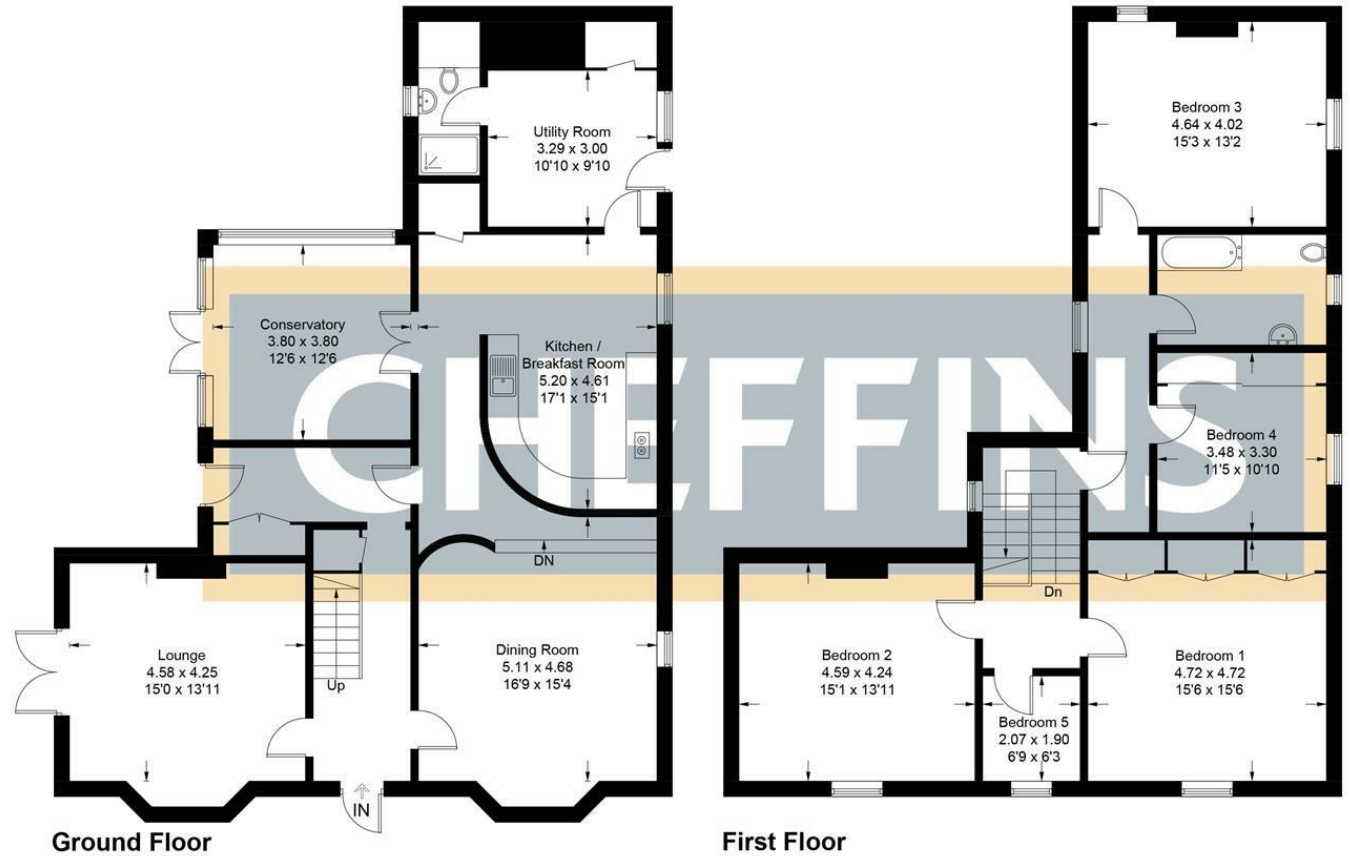 Utility Room
3.29 x 3.00
10'10 x 9'10
Conservatory
3.80 x 3.80
12'6 x 12'6
Kitchen /
Breakfast Room
5.20 x 4.61
17'1 x 15'1
DN
Lounge
4.58 x 4.25
15'0 x 13'11
Up
Dining Room
5.11 x 4.68
16'9 x 15'4
IN
Ground Floor
CHEFFINS
Bedroom 3
4.64 x 4.02
15'3 x 13'2
Bedroom 4
3.48 x 3.30
11'5 x 10'10
Dn
Bedroom 2
4.59 x 4.24
15'1 x 13'11
Bedroom 1
4.72 x 4.72
15'6 x 15'6
Bedroom 5
2.07 x 1.90
6'9 x 6'3
First Floor